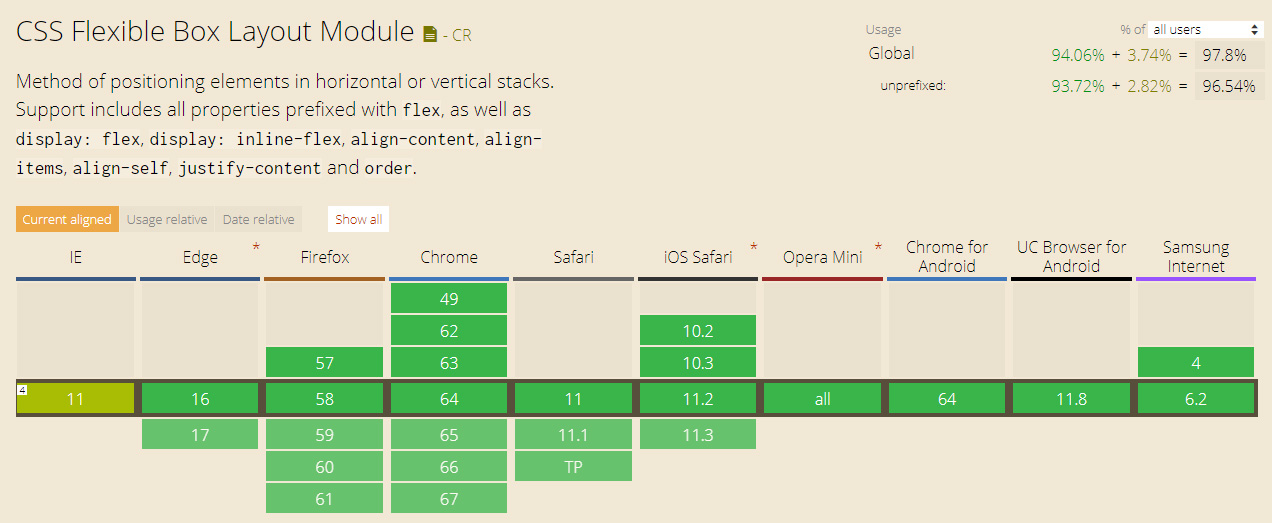 CSS Flexible Box Layout Module - CR
Usage % of all users
Global 94.06% + 3.74% = 97.8%
unprefixed: 93.72% + 2.82% = 96.54%
Method of positioning elements in horizontal or vertical stacks.
Support includes all properties prefixed with flex, as well as
display: flex, display: inline-flex, align-content, align-
items, align-self, justify-content and order.
Current aligned Usage relative Date relative Show all
IE Edge * Firefox Chrome Safari iOS Safari * Opera Mini * Chrome for Android UC Browser for Android Samsung Internet
49
62 10.2
57 63 10.3 4
4 11 16 58 64 11 11.2 all 64 11.8 6.2
17 59 65 11.1 11.3
60 66 TP
61 67